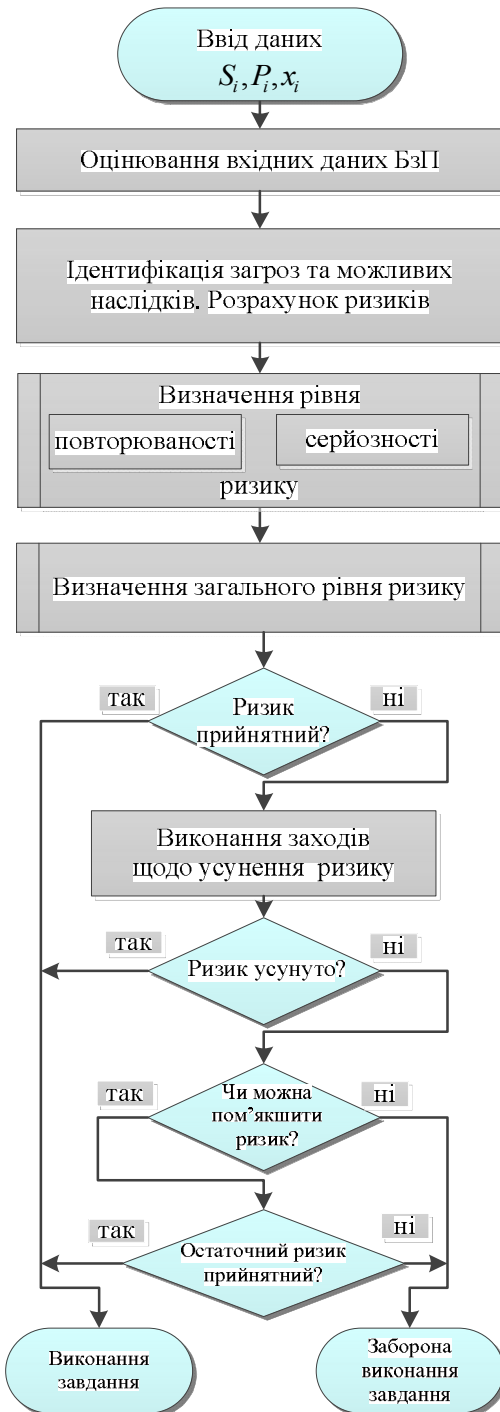 Ввід даних
S_i, P_i, x_i
Оцінювання вхідних даних БзП
Ідентифікація загроз та можливих
наслідків. Розрахунок ризиків
Визначення рівня
повторюваності
серйозності
ризику
Визначення загального рівня ризику
так
ні
Ризик
прийнятний?
Виконання заходів
щодо усунення ризику
так
ні
Ризик усунуто?
так
ні
Чи можна
пом’якшити
ризик?
так
ні
Остаточний ризик
прийнятний?
Виконання
завдання
Заборона
виконання
завдання